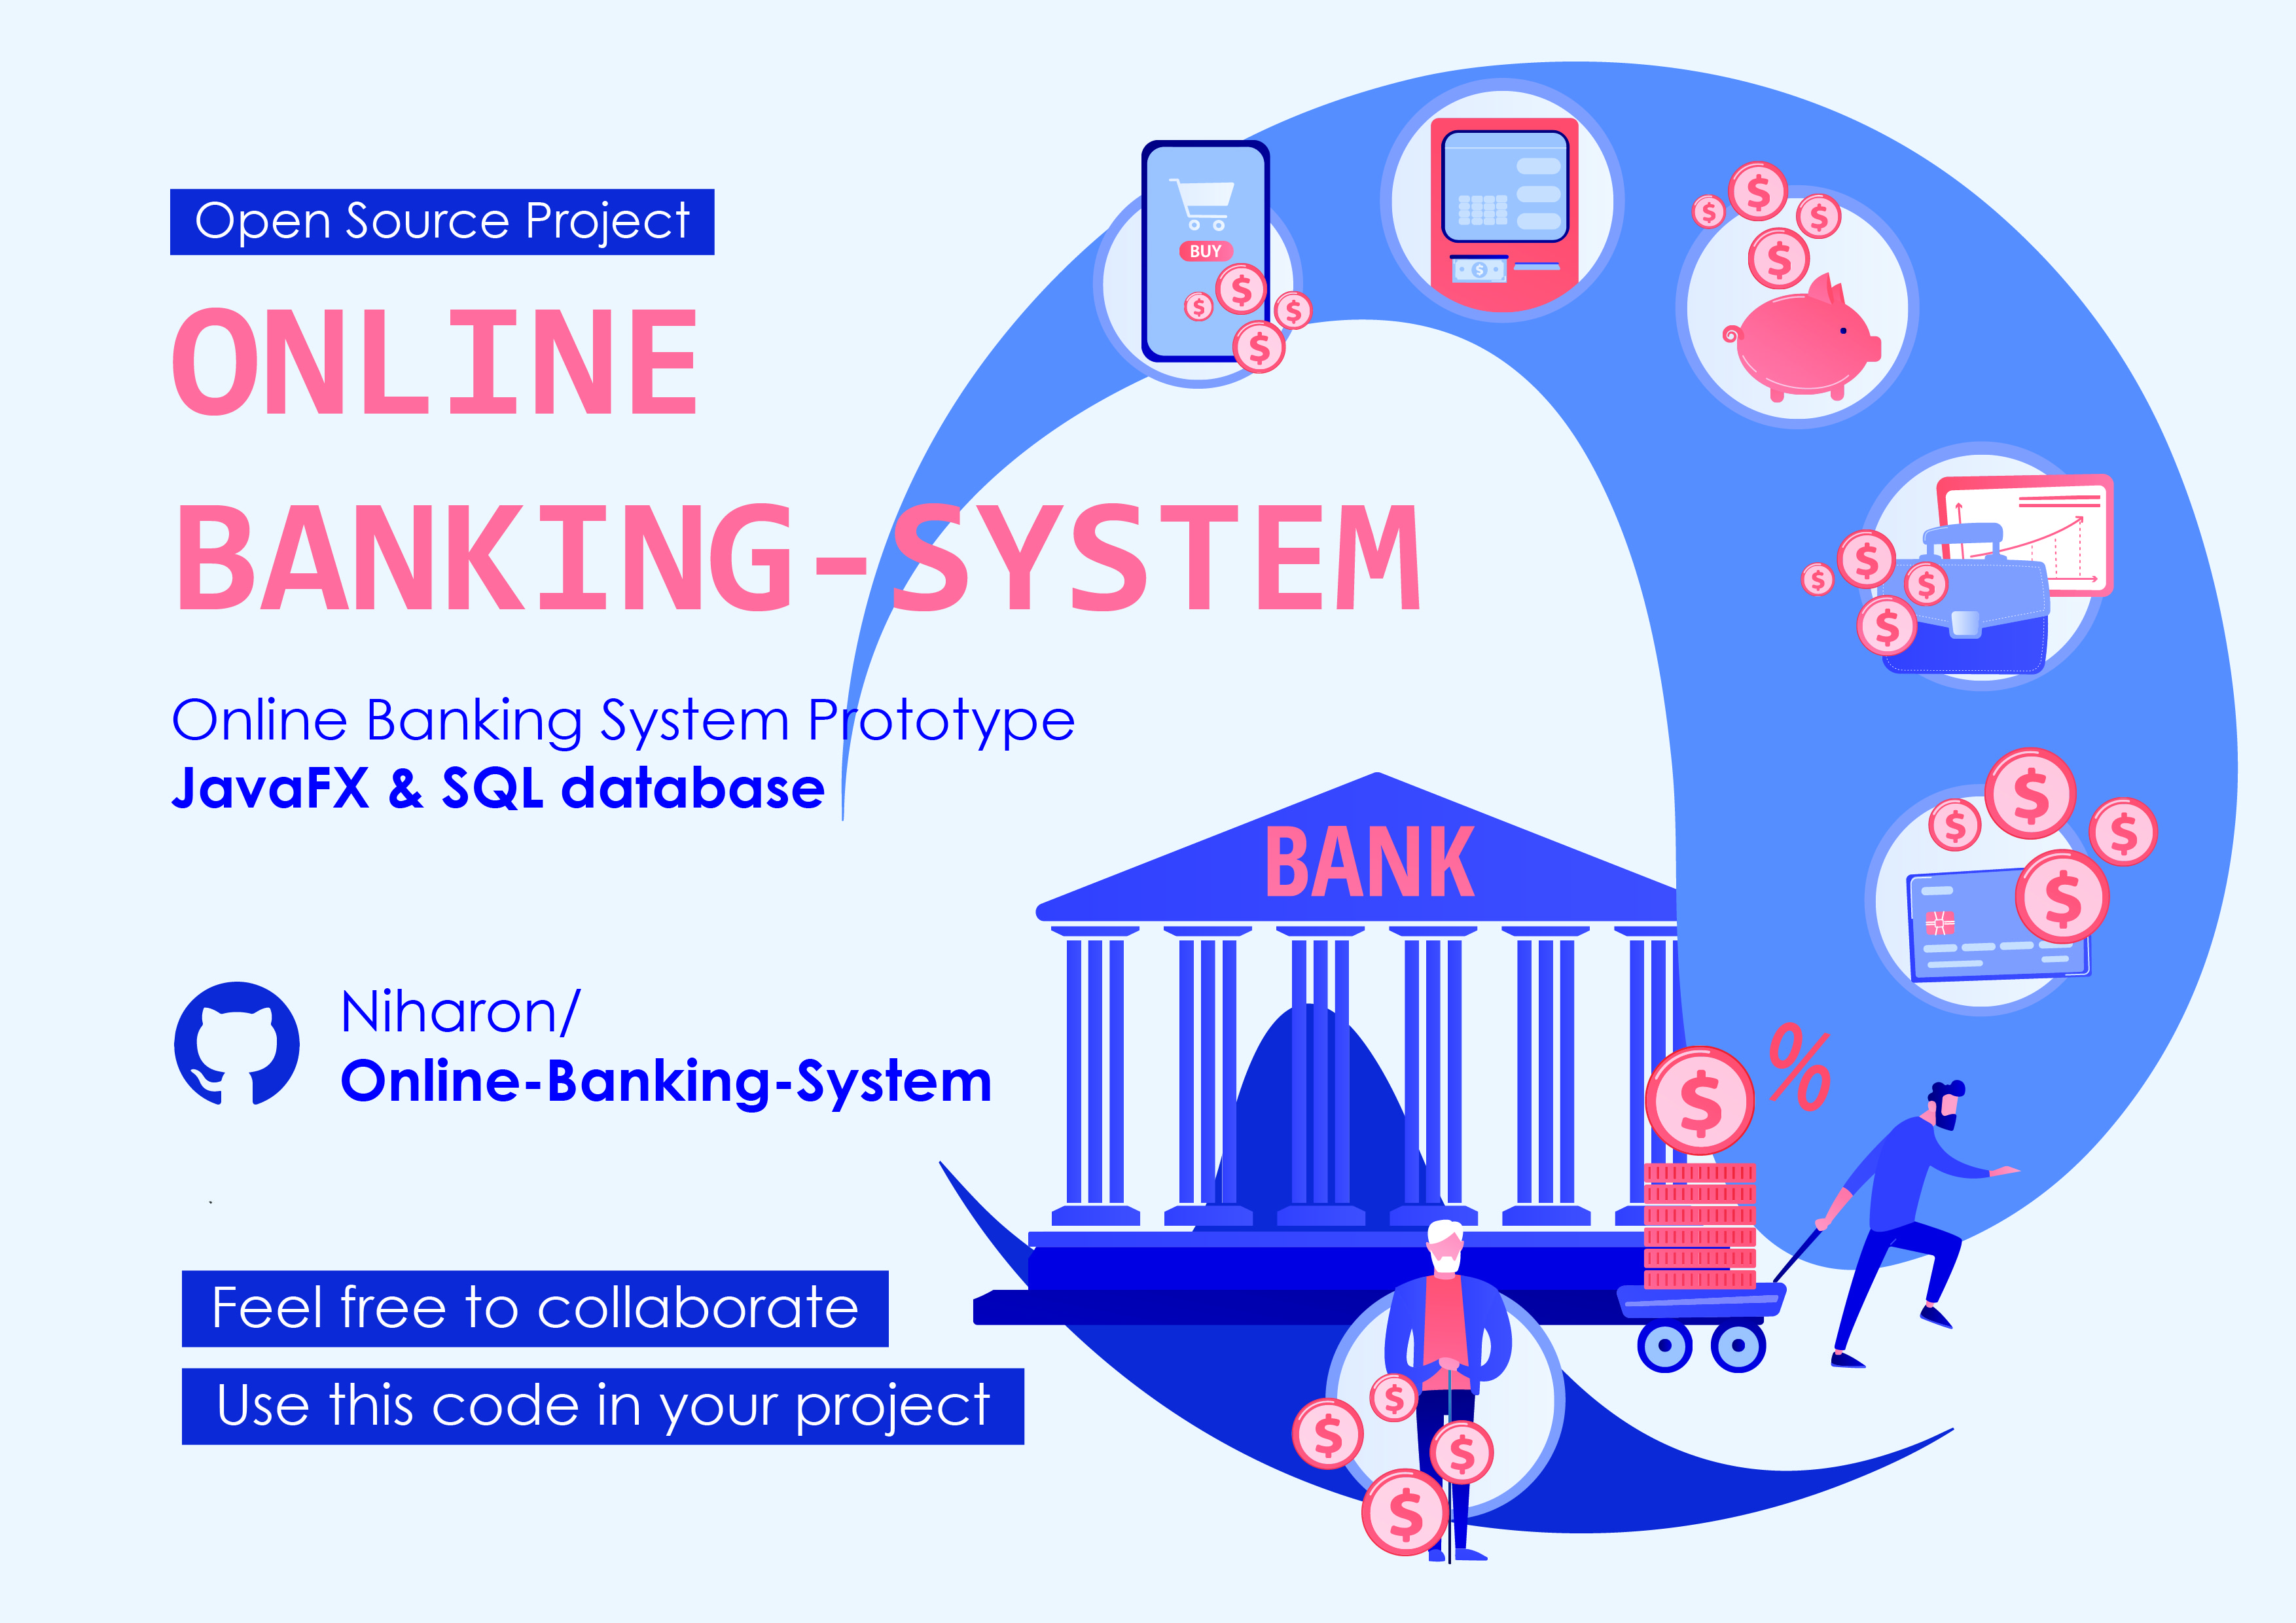 Open Source Project
ONLINE
BANKING-SYSTEM
Online Banking System Prototype
JavaFX & SQL database
Niharon/
Online-Banking-System
Feel free to collaborate
Use this code in your project
BUY
$ $ $ $
$
$ $ $ $
$ $ $ $
$ $ $ $
BANK
$ %
$ $ $ $